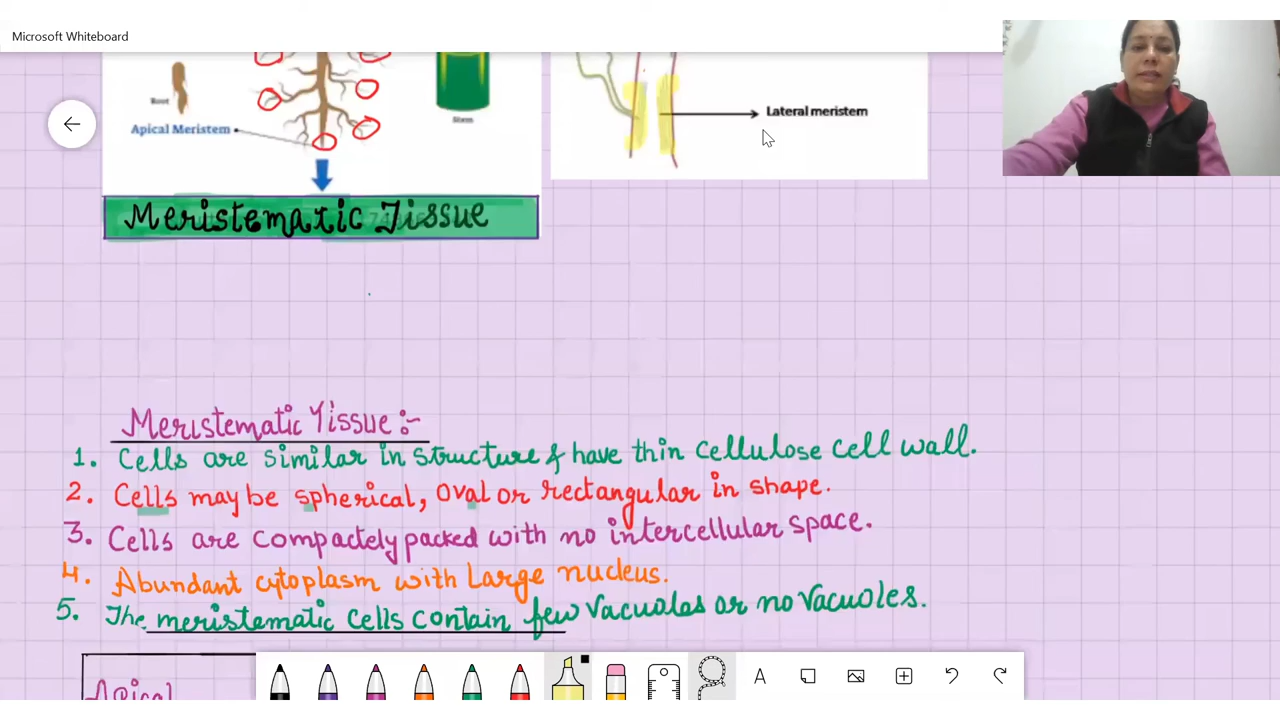 Microsoft Whiteboard
Root
Apical Meristem
Stem
Lateral meristem
Meristematic Tissue
Meristematic Tissue :-
1. Cells are similar in structure & have thin cellulose cell wall.
2. Cells may be spherical, oval or rectangular in shape.
3. Cells are compactely packed with no intercellular space.
4. Abundant cytoplasm with Large nucleus.
5. The meristematic cells contain few vacuoles or no vacuoles.
Apical